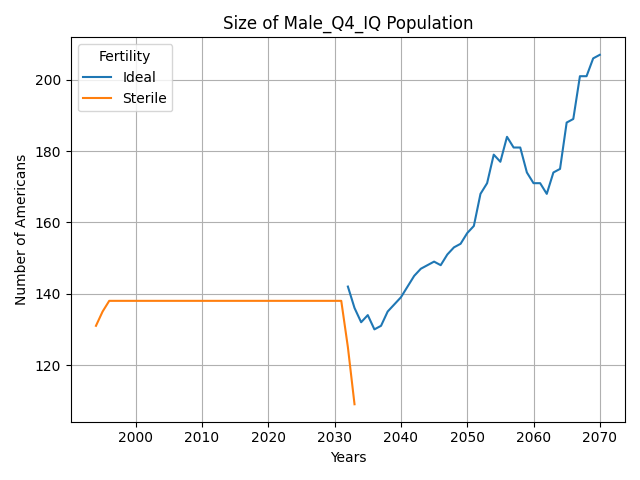 Size of Male_Q4_IQ Population
Fertility
Ideal
Sterile
Number of Americans
200
180
160
140
120
2000 2010 2020 2030 2040 2050 2060 2070
Years